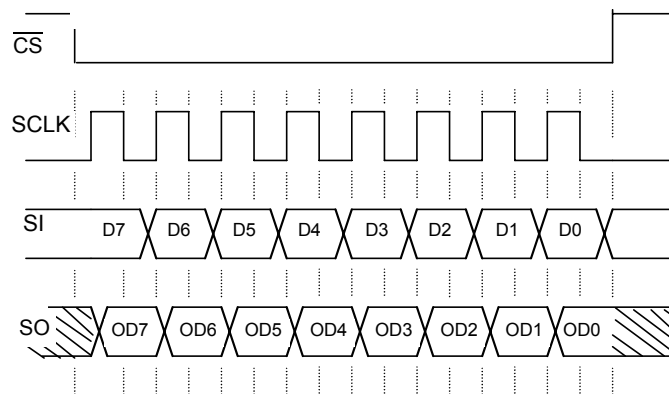 CS
SCLK
SI D7 D6 D5 D4 D3 D2 D1 D0
SO OD7 OD6 OD5 OD4 OD3 OD2 OD1 OD0